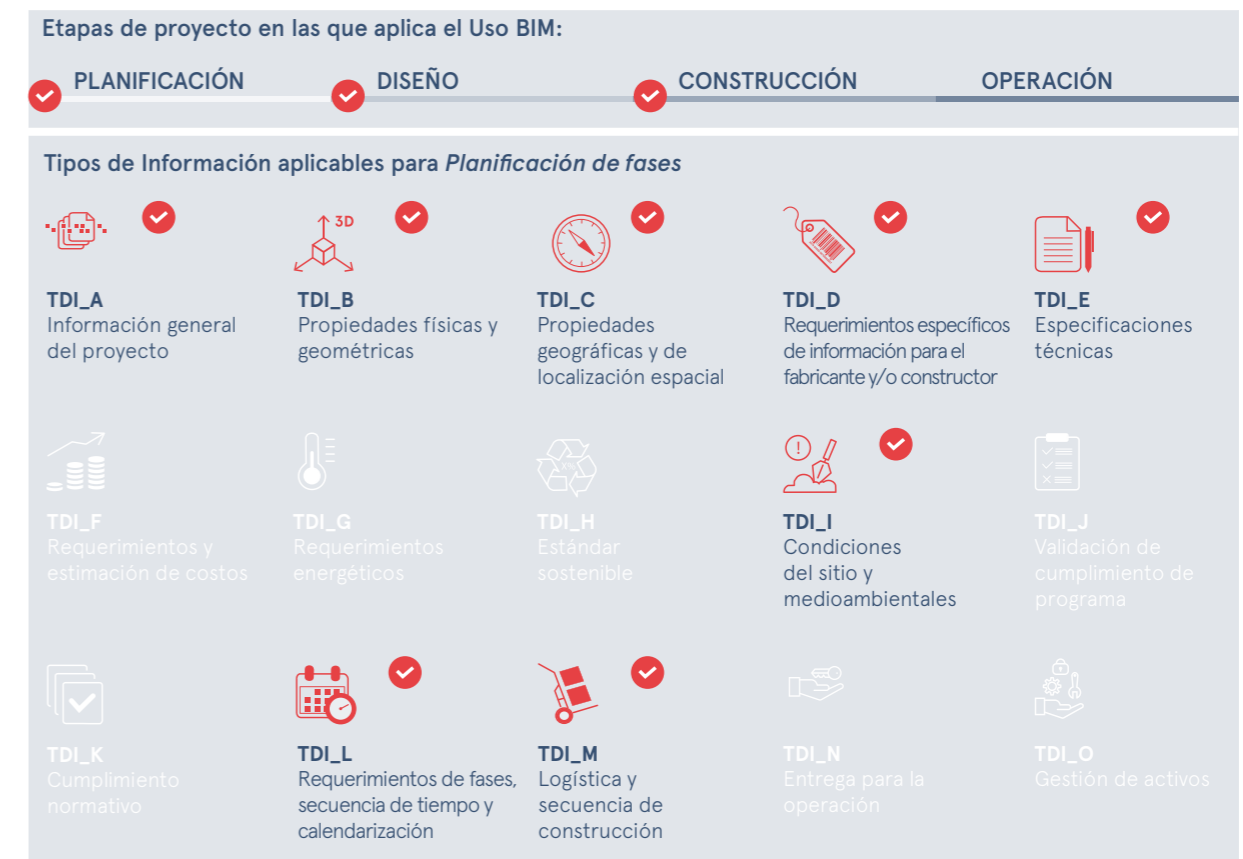 Etapas de proyecto en las que aplica el Uso BIM:
PLANIFICACIÓN DISEÑO CONSTRUCCIÓN OPERACIÓN
Tipos de Información aplicables para Planificación de fases
3D
TDI_A
Información general
del proyecto
TDI_B
Propiedades físicas y
geométricas
TDI_C
Propiedades
geográficas y de
localización espacial
TDI_D
Requerimientos específicos
de información para el
fabricante y/o constructor
TDI_E
Especificaciones
técnicas
TDI_F
Requerimientos y
estimación de costos
TDI_G
Requerimientos
energéticos
X%
TDI_H
Estándar
sostenible
TDI_I
Condiciones
del sitio y
medioambientales
TDI_J
Validación de
cumplimiento de
programa
TDI_K
Cumplimiento
normativo
TDI_L
Requerimientos de fases,
secuencia de tiempo y
calendarización
TDI_M
Logística y
secuencia de
construcción
TDI_N
Entrega para la
operación
TDI_O
Gestión de activos